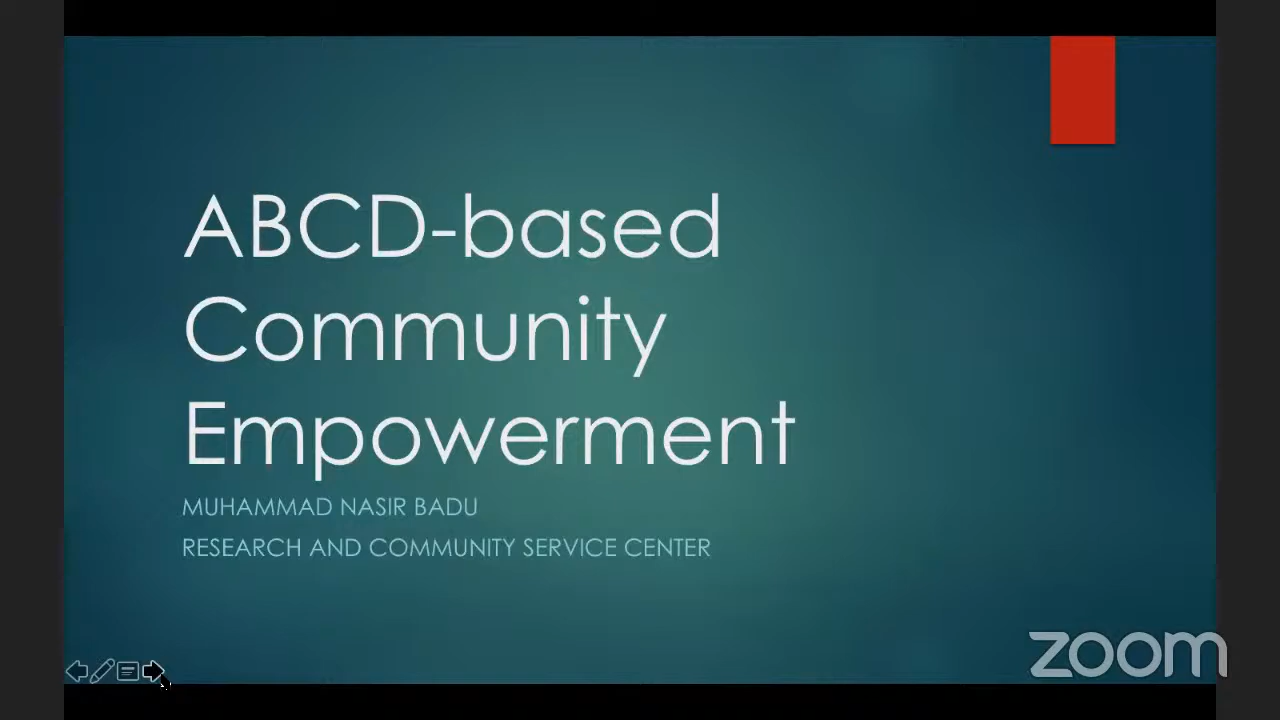 ABCD-based
Community
Empowerment
MUHAMMAD NASIR BADU
RESEARCH AND COMMUNITY SERVICE CENTER
zoom